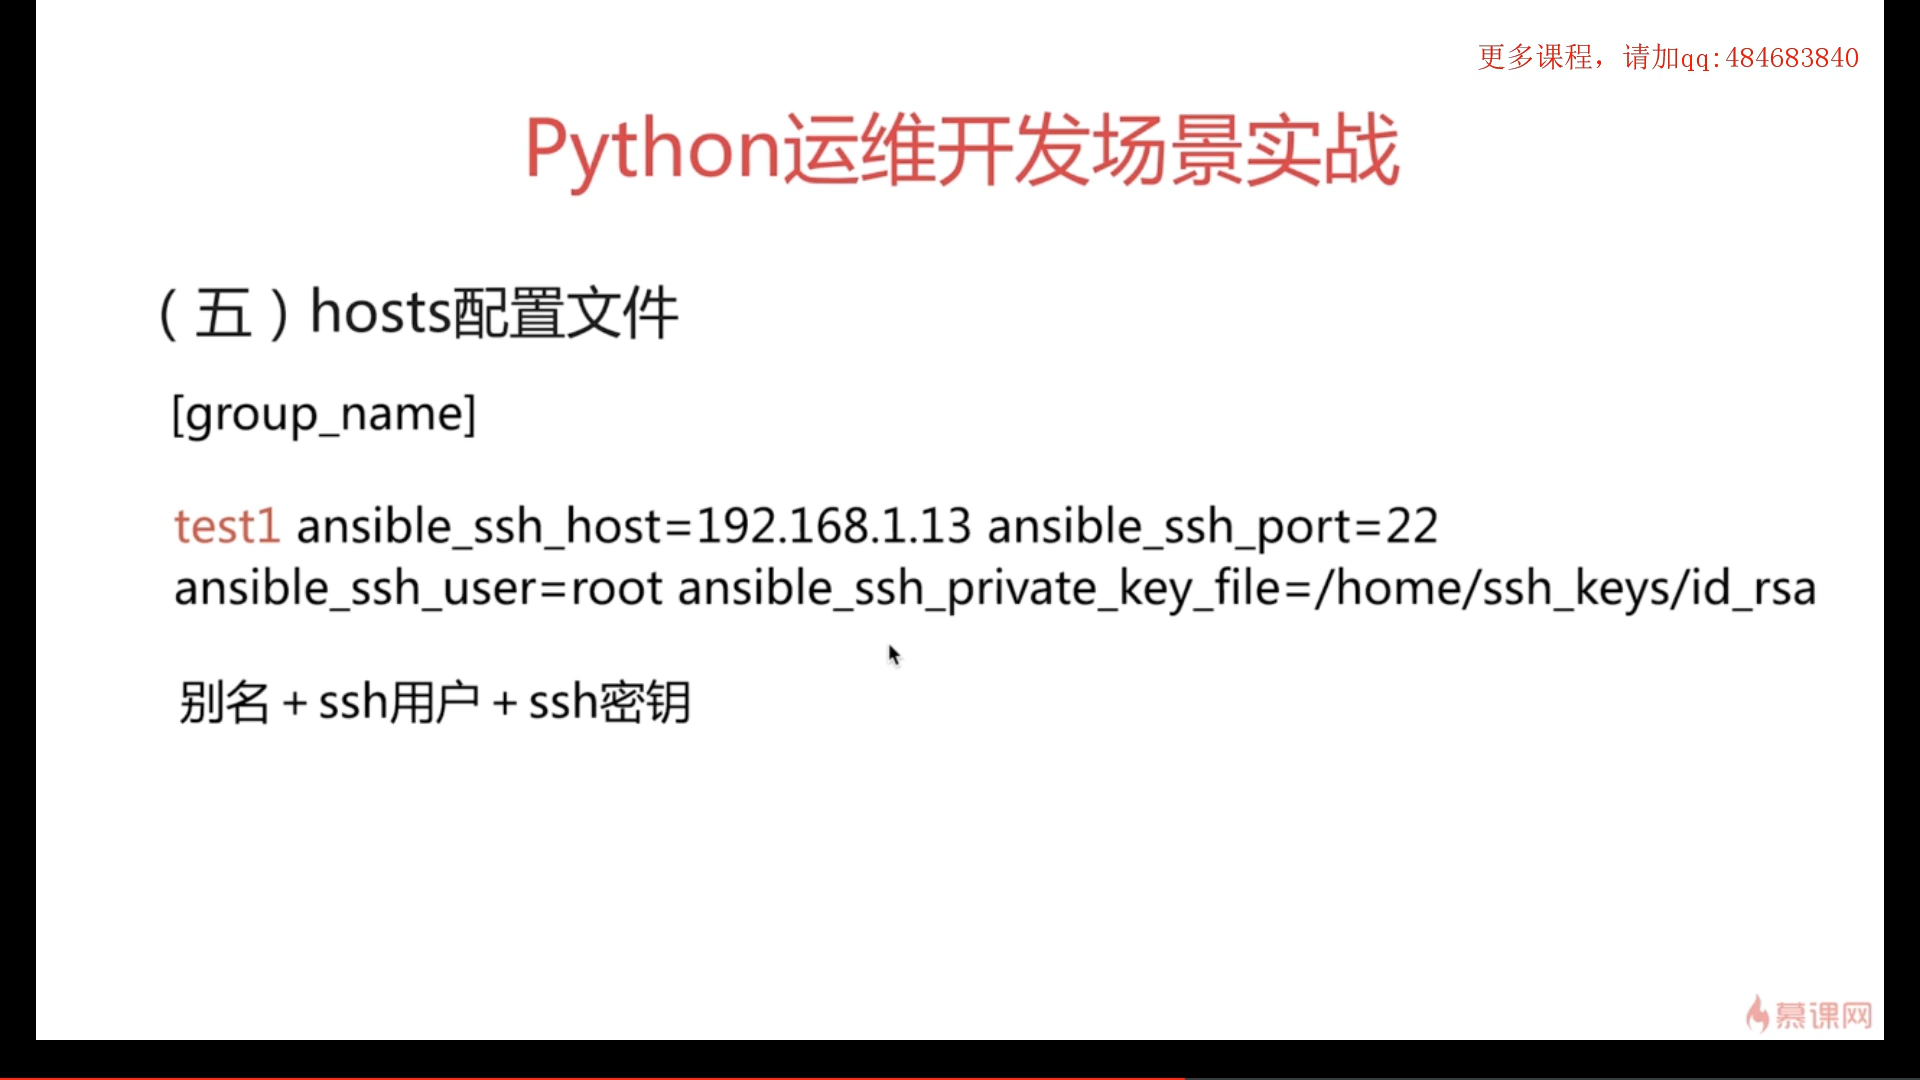 更多课程，请加qq:484683840
Python运维开发场景实战
（五）hosts配置文件
[group_name]
test1 ansible_ssh_host=192.168.1.13 ansible_ssh_port=22
ansible_ssh_user=root ansible_ssh_private_key_file=/home/ssh_keys/id_rsa
别名+ssh用户+ssh密钥
慕课网